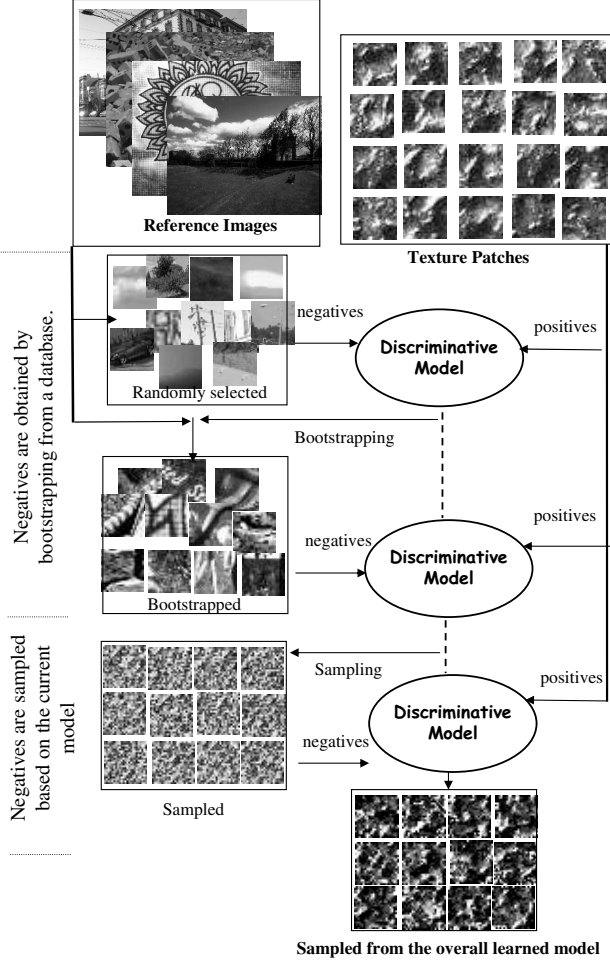 Reference Images
Texture Patches
Negatives are obtained by
bootstrapping from a database.
Randomly selected
negatives
Discriminative
Model
positives
Bootstrapping
Bootstrapped
negatives
Discriminative
Model
positives
Negatives are sampled
based on the current
model
Sampling
Sampled
negatives
Discriminative
Model
positives
Sampled from the overall learned model